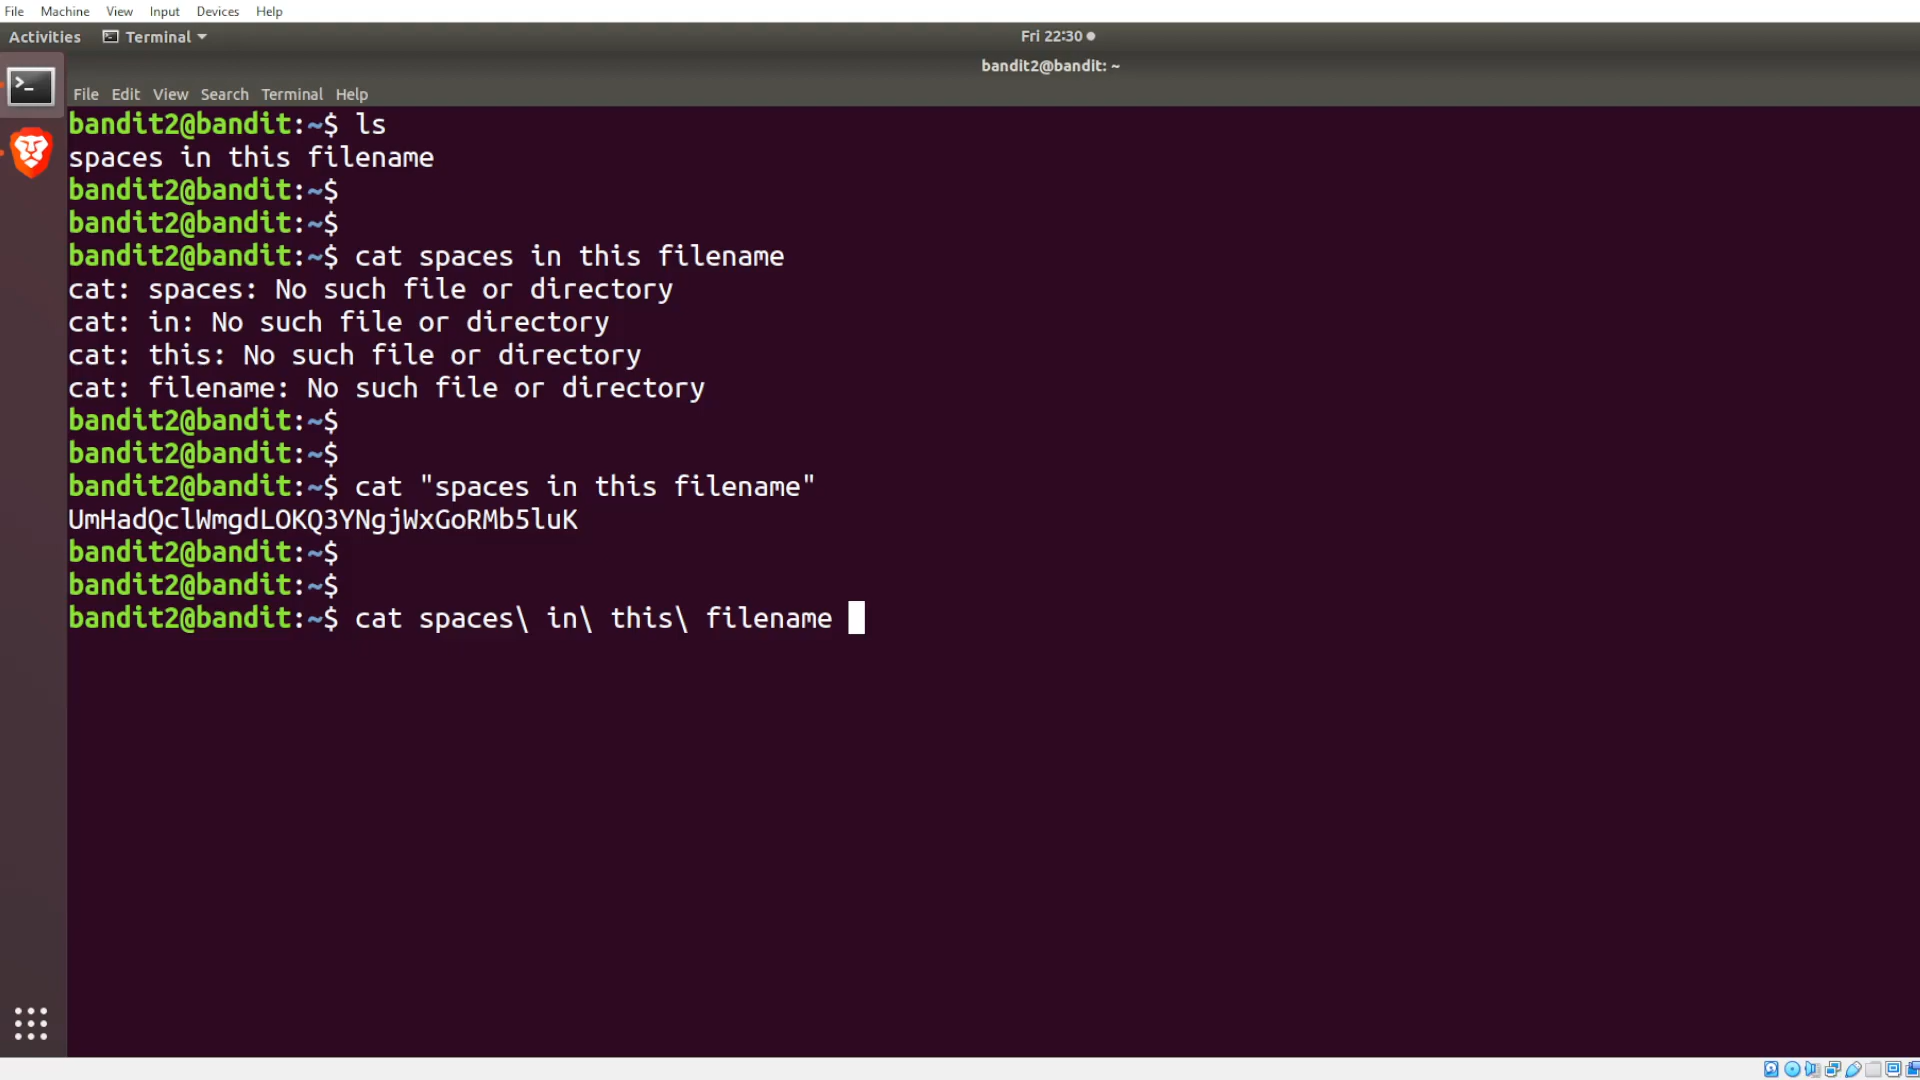 File Machine View Input Devices Help
Activities Terminal Fri 22:30
bandit2@bandit: ~
File Edit View Search Terminal Help
bandit2@bandit:~$ ls
spaces in this filename
bandit2@bandit:~$
bandit2@bandit:~$
bandit2@bandit:~$ cat spaces in this filename
cat: spaces: No such file or directory
cat: in: No such file or directory
cat: this: No such file or directory
cat: filename: No such file or directory
bandit2@bandit:~$
bandit2@bandit:~$
bandit2@bandit:~$ cat "spaces in this filename"
UmHadQclWmgdLOKQ3YNgjWxGoRMb5luK
bandit2@bandit:~$
bandit2@bandit:~$
bandit2@bandit:~$ cat spaces\ in\ this\ filename